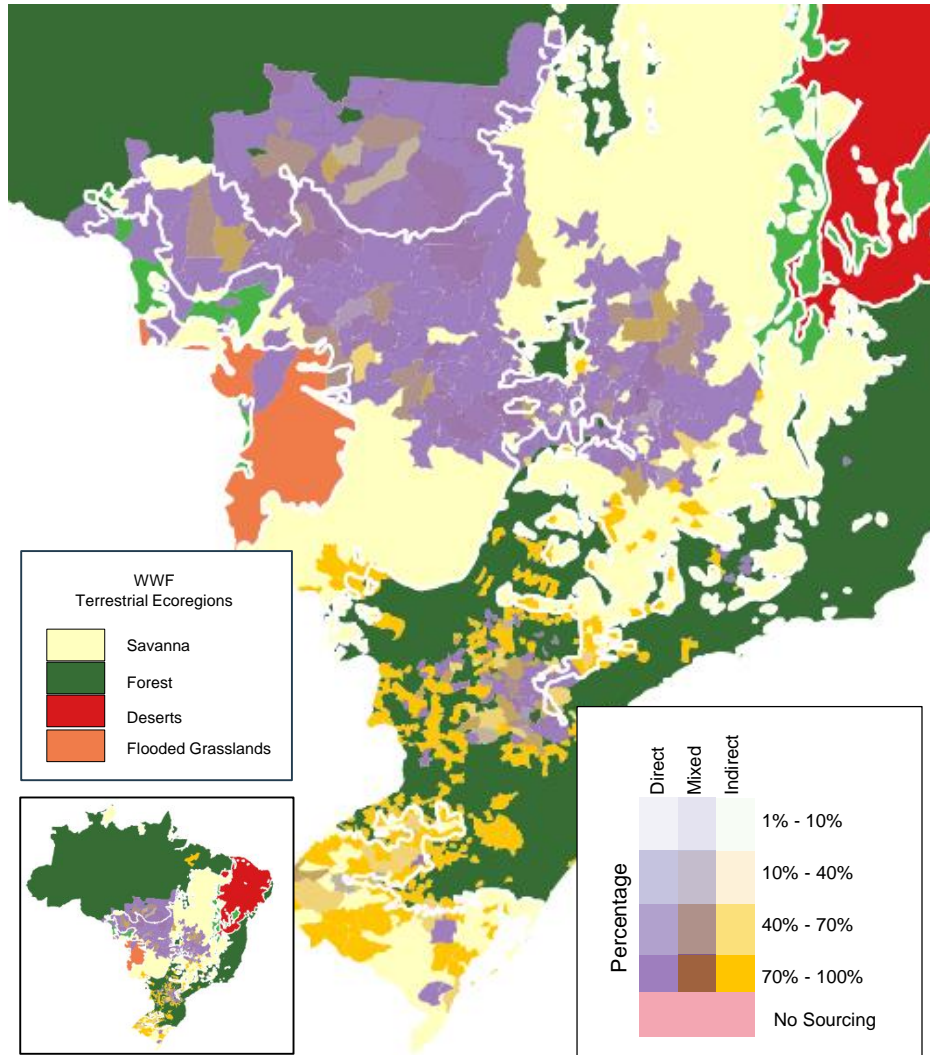 WWF
Terrestrial Ecoregions
Savanna
Forest
Deserts
Flooded Grasslands
Direct
Mixed
Indirect
Percentage
1% - 10%
10% - 40%
40% - 70%
70% - 100%
No Sourcing